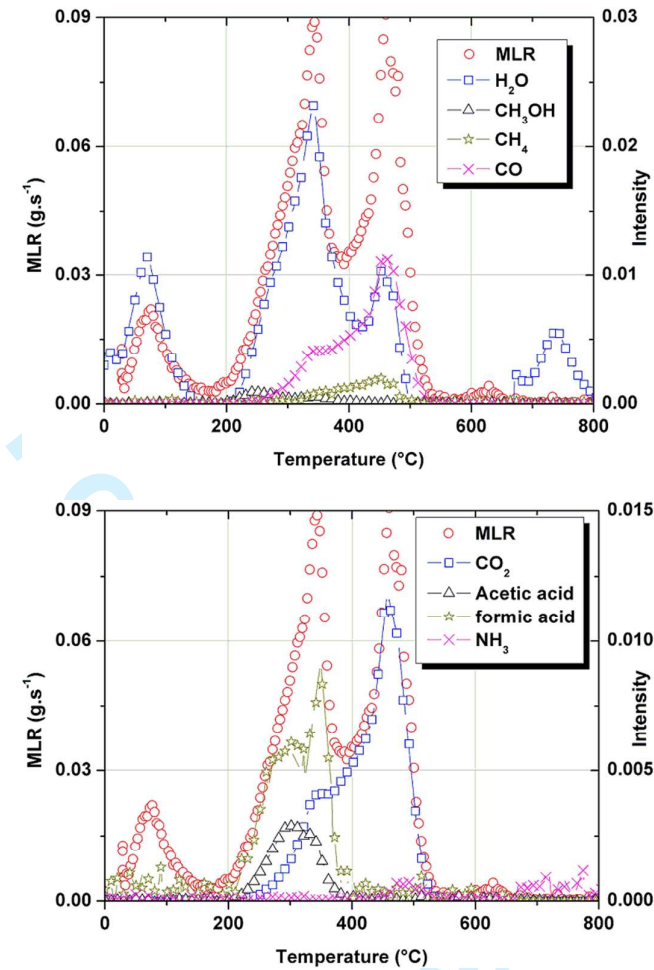 0.09
0.06
0.03
0.00
MLR (g.s⁻¹)
0.03
0.02
0.01
0.00
Intensity
MLR
H₂O
CH₃OH
CH₄
CO
0 200 400 600 800
Temperature (°C)
0.09
0.06
0.03
0.00
MLR (g.s⁻¹)
0.015
0.010
0.005
0.000
Intensity
MLR
CO₂
Acetic acid
formic acid
NH₃
0 200 400 600 800
Temperature (°C)